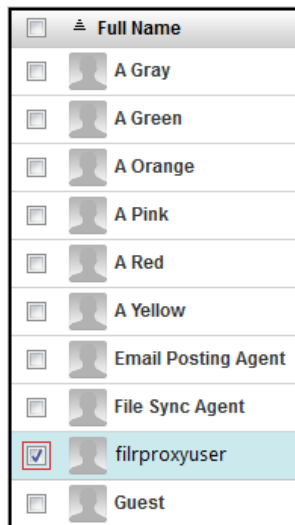 Full Name
A Gray
A Green
A Orange
A Pink
A Red
A Yellow
Email Posting Agent
File Sync Agent
filrproxyuser
Guest